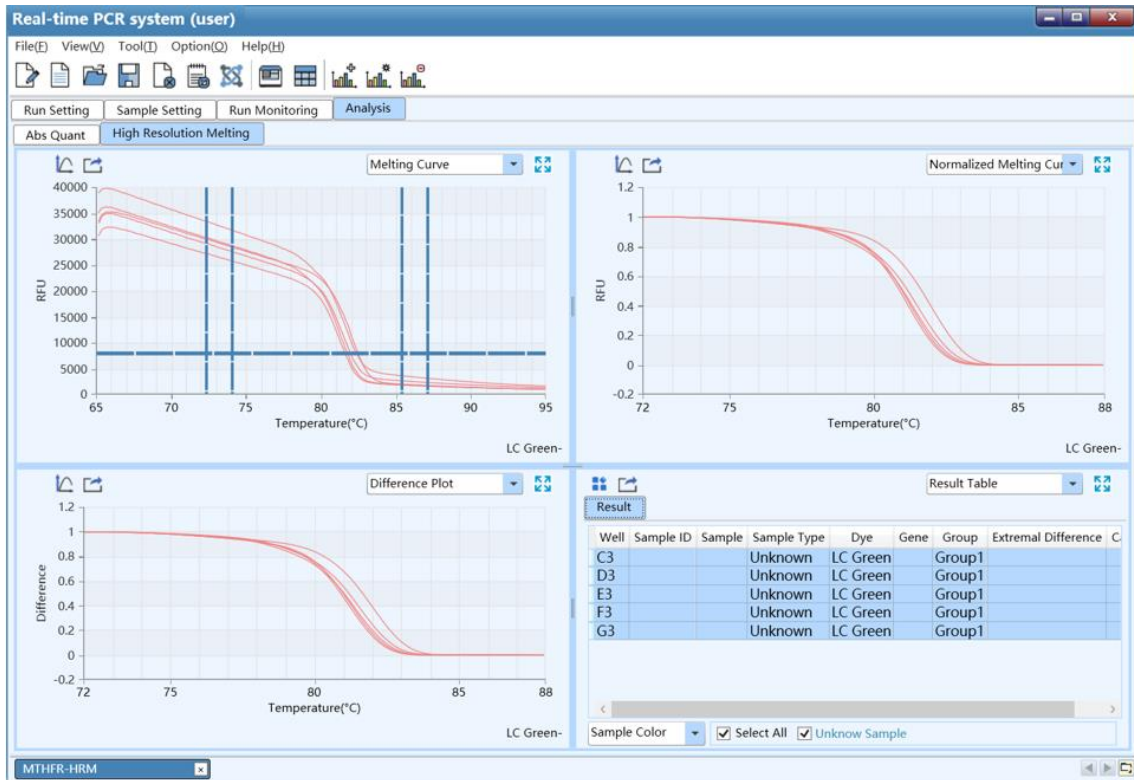 Real-time PCR system (user)
File(F) View(V) Tool(T) Option(O) Help(H)
Run Setting Sample Setting Run Monitoring Analysis
Abs Quant High Resolution Melting
Melting Curve
40000
35000
30000
25000
20000
15000
10000
5000
0
RFU
65 70 75 80 85 90 95
Temperature(°C)
LC Green-
Normalized Melting Cur
1.2
1
0.8
0.6
0.4
0.2
0
-0.2
RFU
72 75 80 85 88
Temperature(°C)
LC Green-
Difference Plot
1.2
1
0.8
0.6
0.4
0.2
0
-0.2
Difference
72 75 80 85 88
Temperature(°C)
LC Green-
Result Table
Result
Well Sample ID Sample Sample Type Dye Gene Group Extremal Difference
C3 Unknown LC Green Group1
D3 Unknown LC Green Group1
E3 Unknown LC Green Group1
F3 Unknown LC Green Group1
G3 Unknown LC Green Group1
Sample Color Select All Unknow Sample
MTHFR-HRM